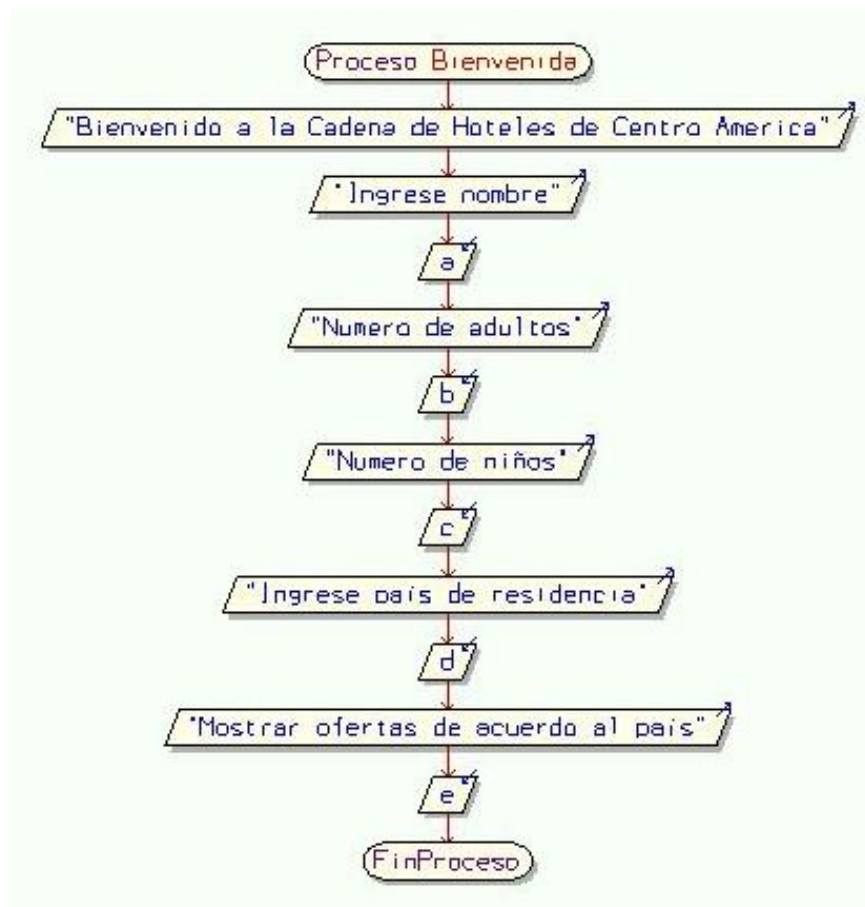 Proceso Bienvenida
"Bienvenido a la Cadena de Hoteles de Centro America"
"Ingrese nombre"
a
"Numero de adultos"
b
"Numero de niños"
c
"Ingrese pais de residencia"
d
"Mostrar ofertas de acuerdo al pais"
e
FinProceso